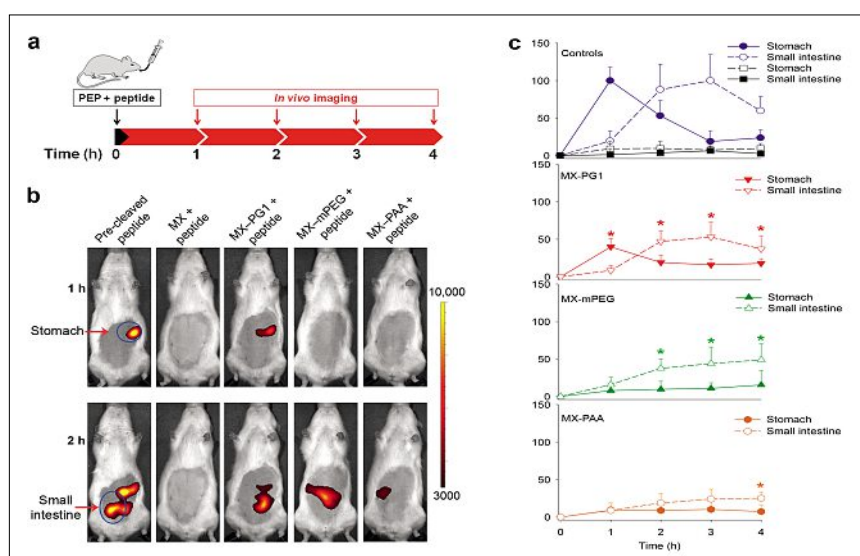 a
PEP + peptide
in vivo imaging
Time (h) 0 1 2 3 4
b
Pre-cleaved peptide
MX + peptide
MX–PG1 + peptide
MX–mPEG + peptide
MX–PAA + peptide
1 h
Stomach
2 h
Small intestine
10,000
3000
c
Controls
Stomach
Small intestine
Stomach
Small intestine
150
100
50
0
MX-PG1
Stomach
Small intestine
150
100
50
0
* * * *
MX-mPEG
Stomach
Small intestine
150
100
50
0
* * *
MX-PAA
Stomach
Small intestine
150
100
50
0
*
0 1 2 3 4
Time (h)